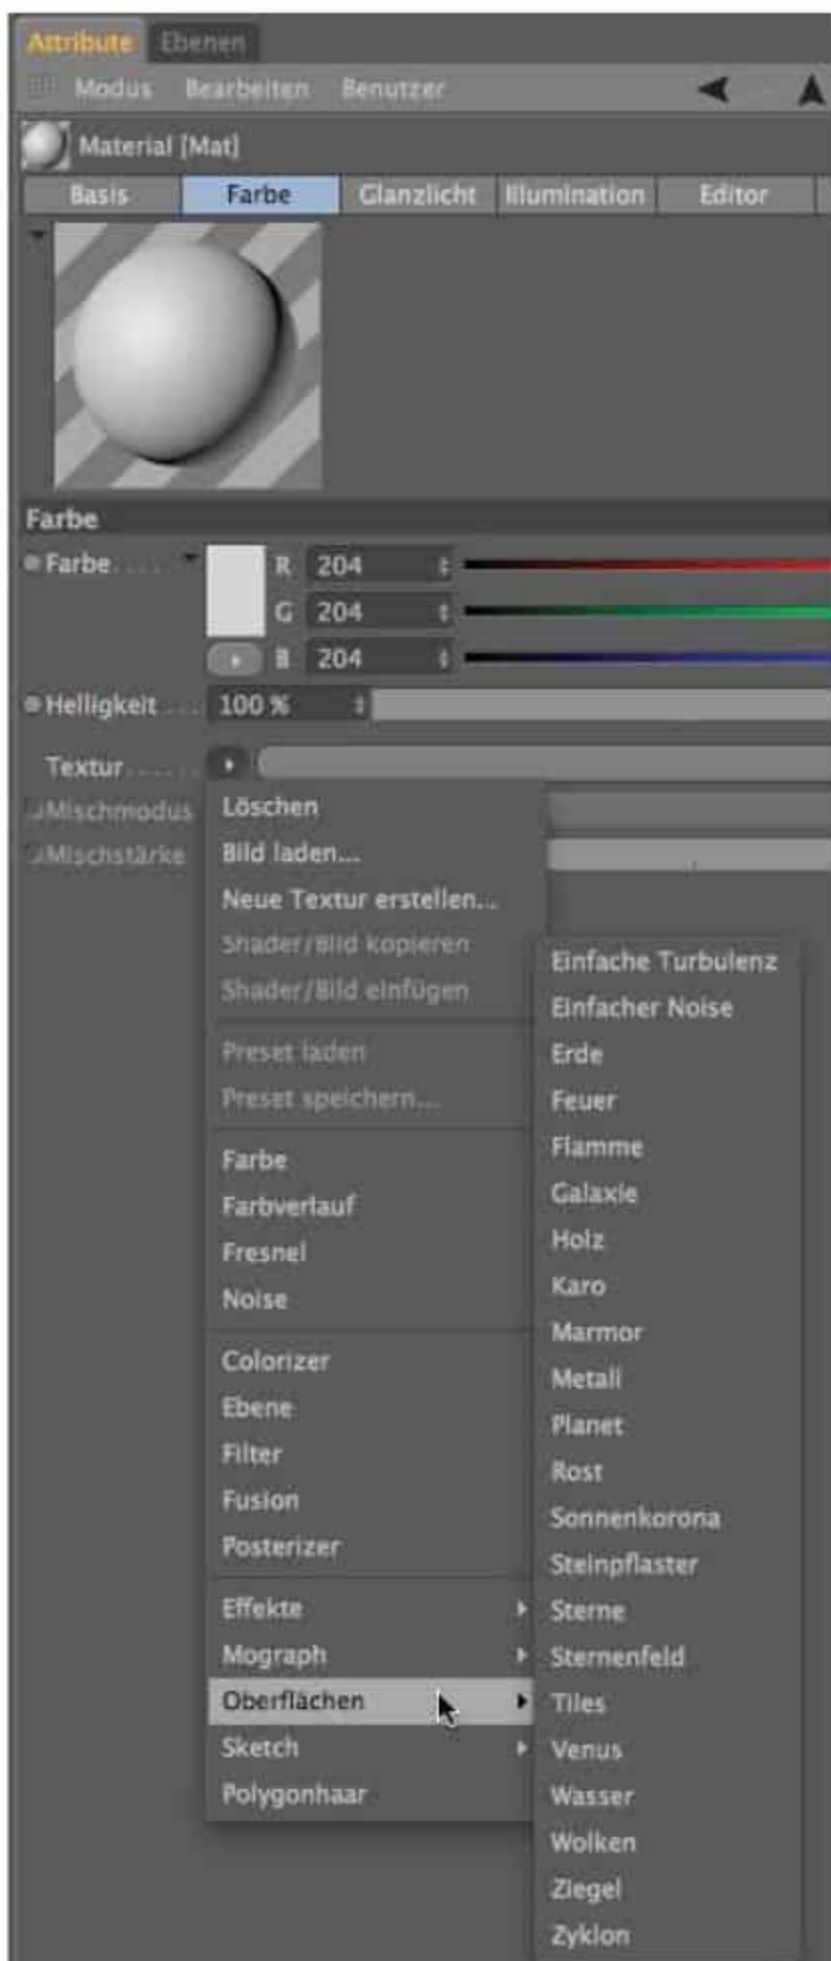 Attribute Ebenen
Modus Bearbeiten Benutzer
Material [Mat]
Basis Farbe Glanzlicht Illumination Editor
Farbe
Farbe..... R 204
G 204
B 204
Helligkeit ... 100 %
Textur......
Mischmodus
Mischstärke
Löschen
Bild laden...
Neue Textur erstellen...
Shader/Bild kopieren
Shader/Bild einfügen
Preset laden
Preset speichern...
Farbe
Farbverlauf
Fresnel
Noise
Colorizer
Ebene
Filter
Fusion
Posterizer
Effekte
Mograph
Oberflächen
Sketch
Polygonhaar
Einfache Turbulenz
Einfacher Noise
Erde
Feuer
Flamme
Galaxie
Holz
Karo
Marmor
Metall
Planet
Rost
Sonnenkorona
Steinpflaster
Sterne
Sternenfeld
Tiles
Venus
Wasser
Wolken
Ziegel
Zyklon